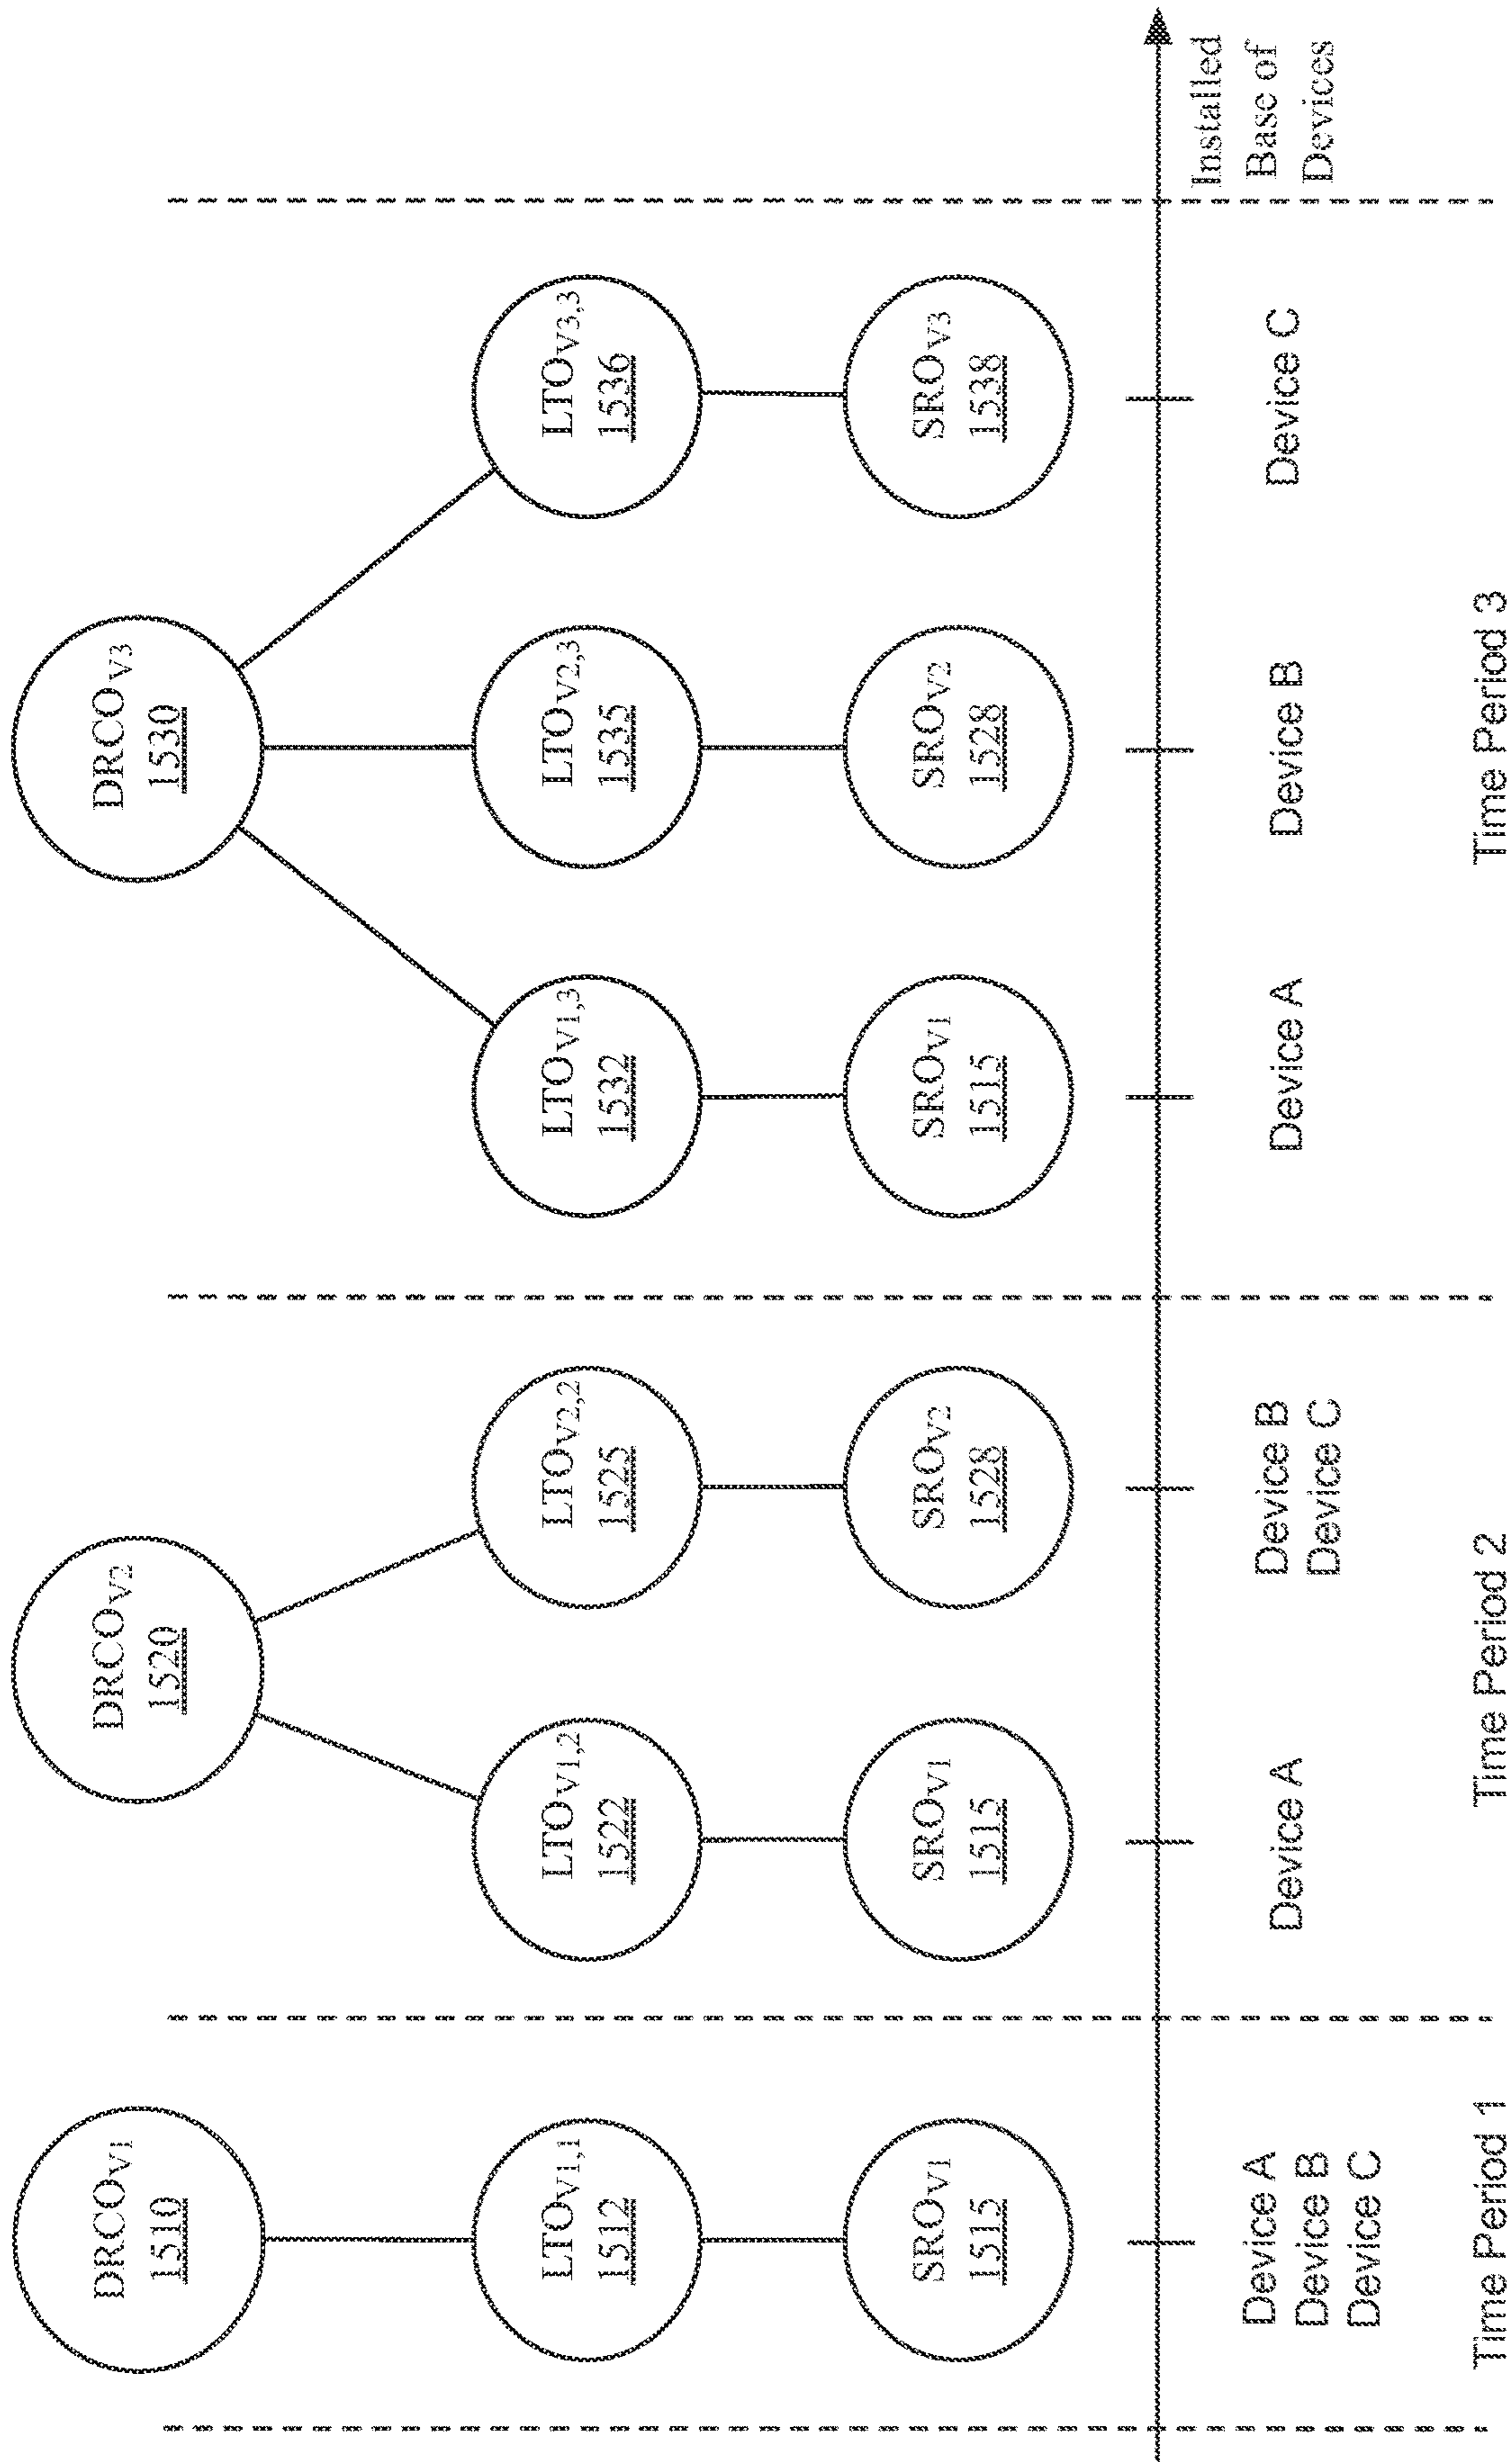 DRCOV1
1510
LTOV1,1
1512
SROV1
1515
Device A
Device B
Device C
Time Period 1
DRCOV2
1520
LTOV1,2
1522
LTOV2,2
1525
SROV1
1515
SROV2
1528
Device A
Device B
Device C
Time Period 2
DRCOV3
1530
LTOV1,3
1532
LTOV2,3
1535
LTOV3,3
1536
SROV1
1515
SROV2
1528
SROV3
1538
Device A
Device B
Device C
Time Period 3
Installed
Base of
Devices